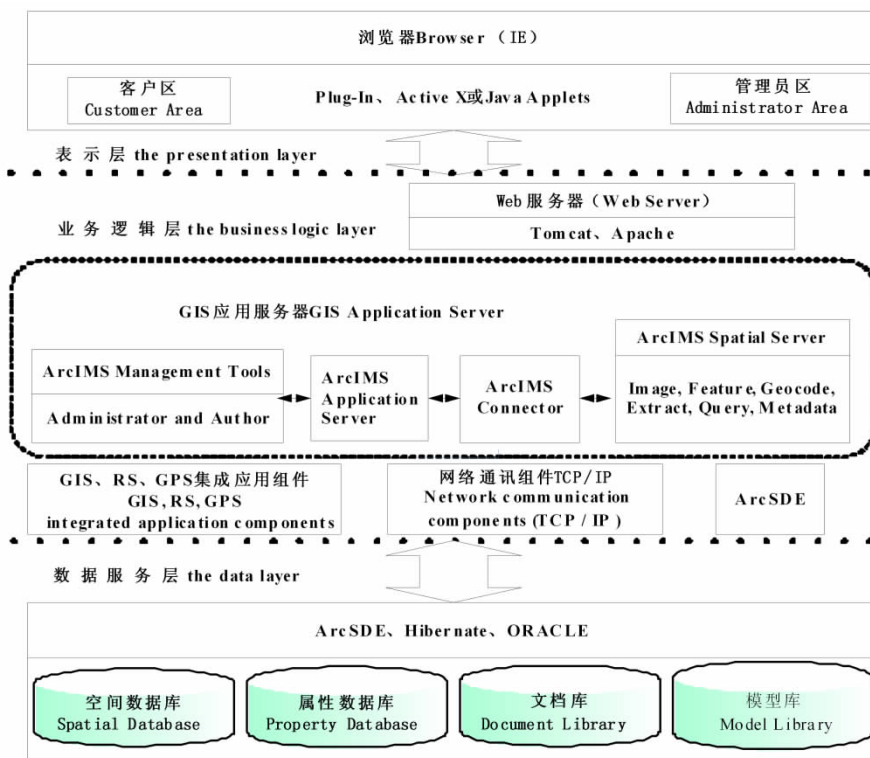 浏览器Browser（IE）
客户区
Customer Area
Plug-In、Active X或Java Applets
管理员区
Administrator Area
表示层 the presentation layer
Web服务器（Web Server）
业务逻辑层 the business logic layer
Tomcat、Apache
GIS应用服务器GIS Application Server
ArcIMS Management Tools
Administrator and Author
ArcIMS
Application
Server
ArcIMS
Connector
ArcIMS Spatial Server
Image, Feature, Geocode,
Extract, Query, Metadata
GIS、RS、GPS集成应用组件
GIS, RS, GPS
integrated application components
网络通讯组件TCP/IP
Network communication
components (TCP / IP )
ArcSDE
数据服务层 the data layer
ArcSDE、Hibernate、ORACLE
空间数据库
Spatial Database
属性数据库
Property Database
文档库
Document Library
模型库
Model Library